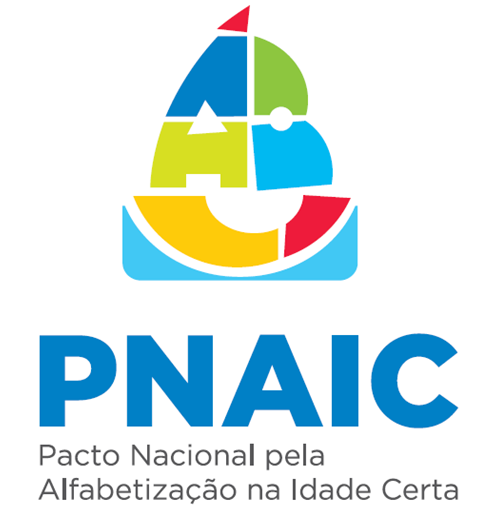 PNAIC
Pacto Nacional pela
Alfabetização na Idade Certa